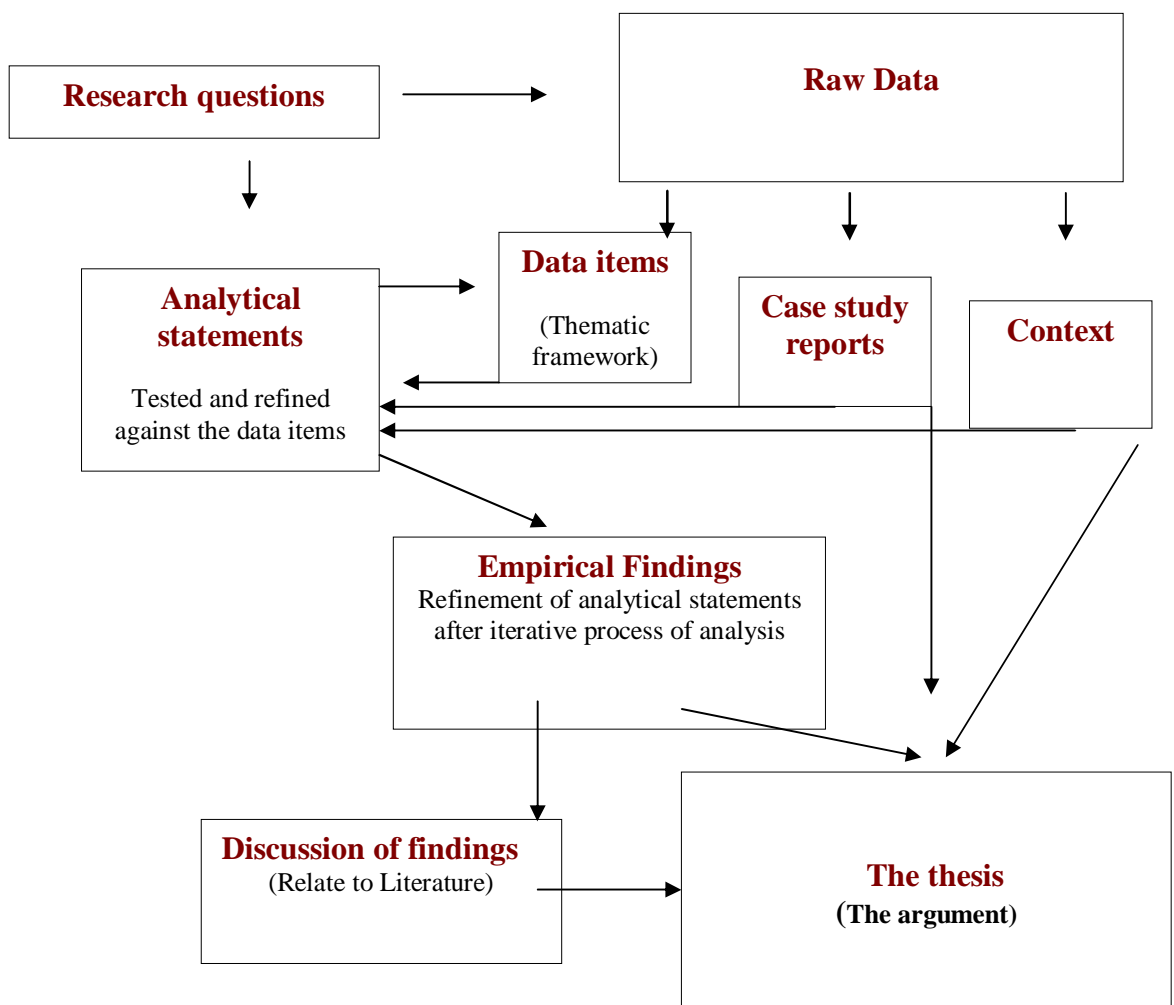 Research questions
Raw Data
Data items
(Thematic
framework)
Analytical
statements
Tested and refined
against the data items
Case study
reports
Context
Empirical Findings
Refinement of analytical statements
after iterative process of analysis
Discussion of findings
(Relate to Literature)
The thesis
(The argument)